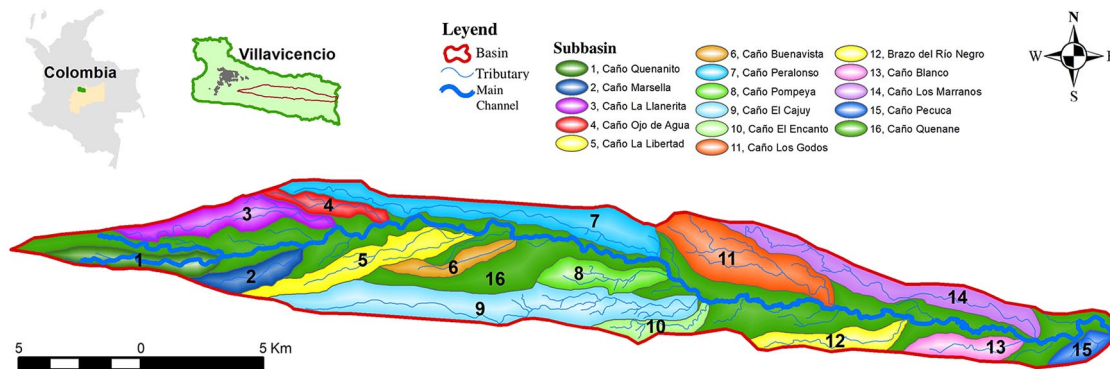 Colombia
Villavicencio
Leyend
Basin
Tributary
Main
Channel
Subbasin
1, Caño Quenanito
2, Caño Marsella
3, Caño La Llanerita
4, Caño Ojo de Agua
5, Caño La Libertad
6, Caño Buenavista
7, Caño Peralonso
8, Caño Pompeya
9, Caño El Cajuy
10, Caño El Encanto
11, Caño Los Godos
12, Brazo del Río Negro
13, Caño Blanco
14, Caño Los Marranos
15, Caño Pecuca
16, Caño Quenane
N
W
E
S
1
2
3
4
5
6
7
8
9
10
11
12
13
14
15
16
5 0 5 Km